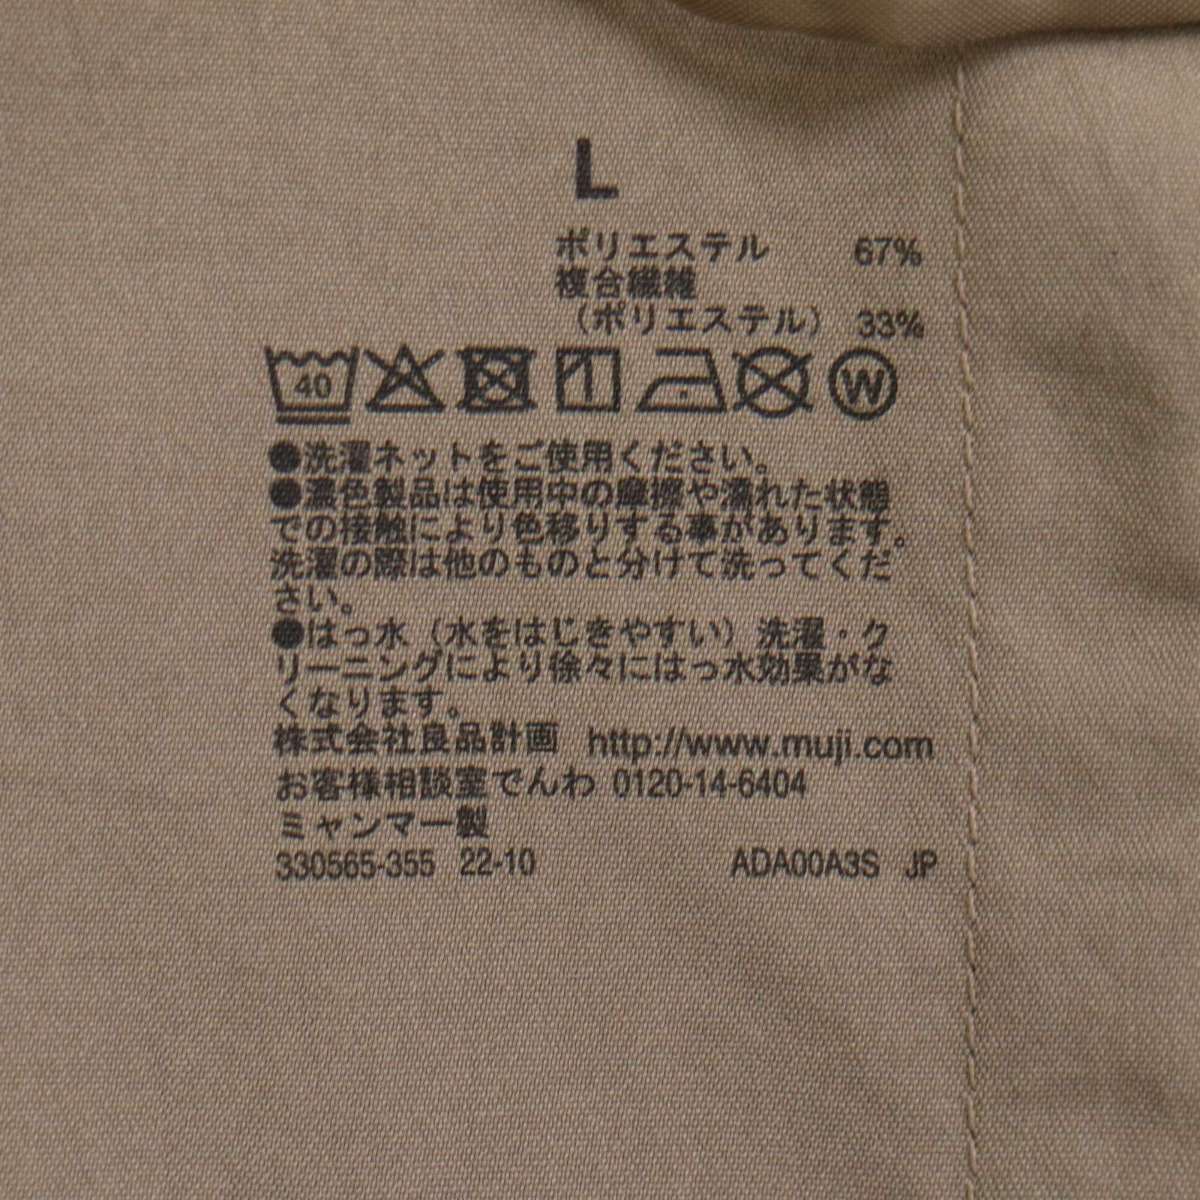 L
ポリエステル 67%
複合繊維
(ポリエステル) 33%
40 W
●洗濯ネットをご使用ください。
●濃色製品は使用中の摩擦や濡れた状態
での接触により色移りする事があります。
洗濯の際は他のものと分けて洗ってくだ
さい。
●はっ水(水をはじきやすい)洗濯・ク
リーニングにより徐々にはっ水効果がな
くなります。
株式会社良品計画 http://www.muji.com
お客様相談室でんわ 0120-14-6404
ミャンマー製
330565-355 22-10 ADA00A3S JP